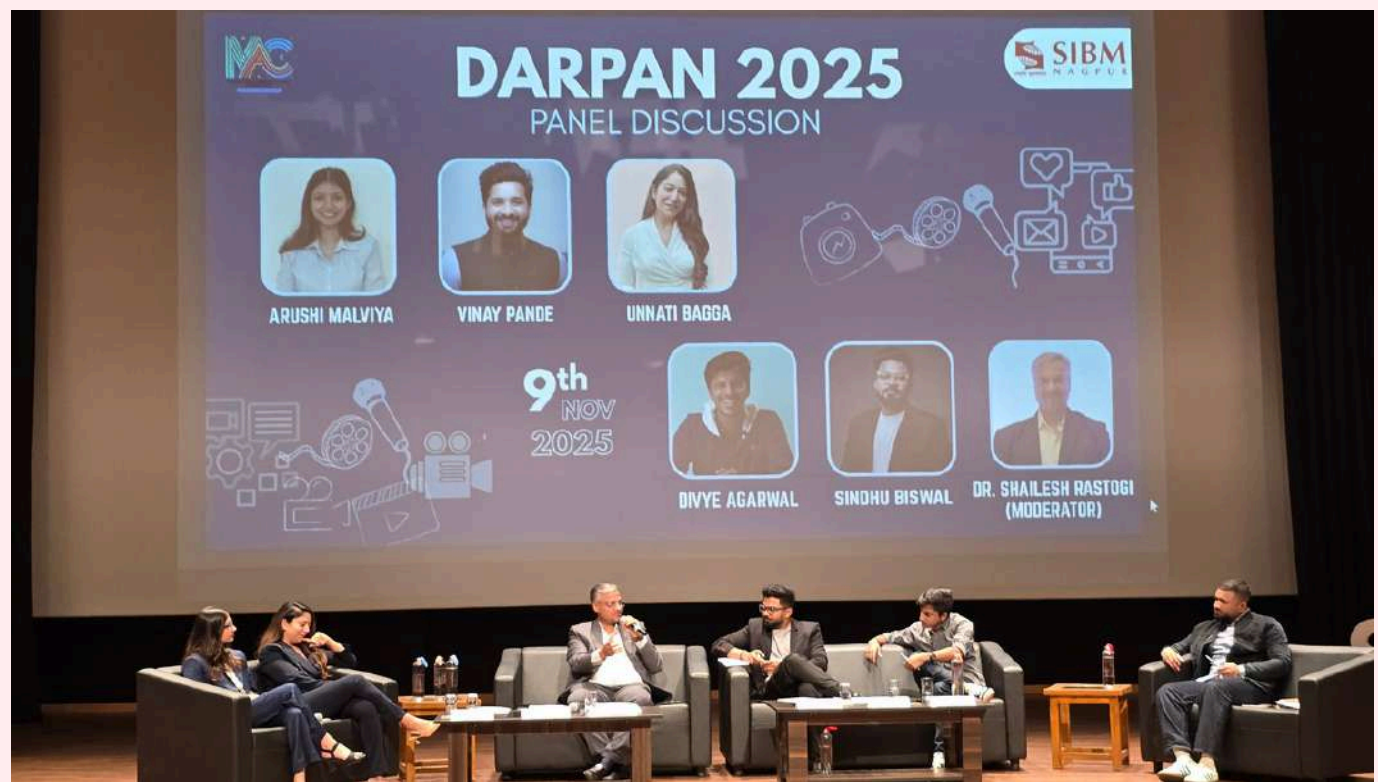 MAC
DARPAN 2025
PANEL DISCUSSION
SIBM
NAGPUR
ARUSHI MALVIYA
VINAY PANDE
UNNATI BAGGA
9th
NOV
2025
DIVYE AGARWAL
SINDHU BISWAL
DR. SHAILESH RASTOGI
(MODERATOR)